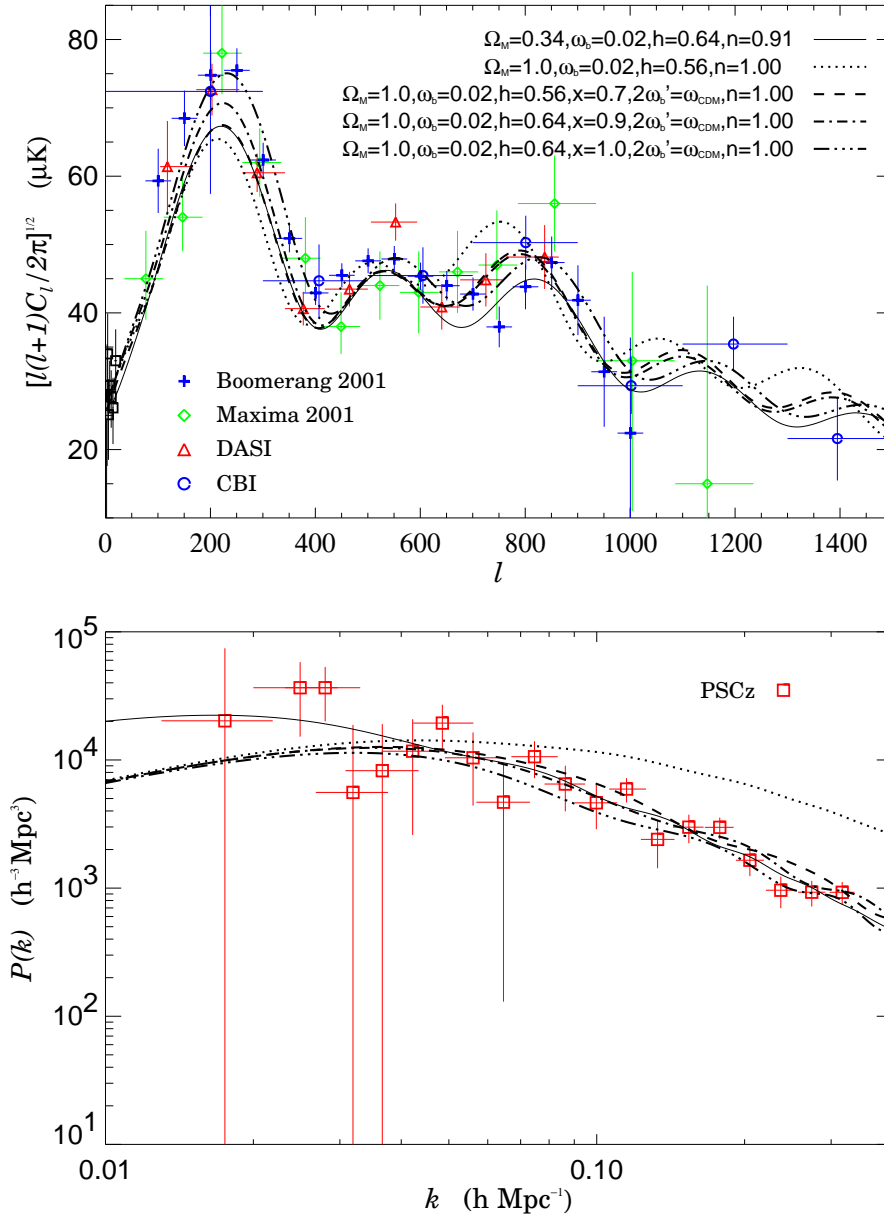 Ω_M=0.34,ω_b=0.02,h=0.64,n=0.91
Ω_M=1.0,ω_b=0.02,h=0.56,n=1.00
Ω_M=1.0,ω_b=0.02,h=0.56,x=0.7,2ω_b'=ω_CDM,n=1.00
Ω_M=1.0,ω_b=0.02,h=0.64,x=0.9,2ω_b'=ω_CDM,n=1.00
Ω_M=1.0,ω_b=0.02,h=0.64,x=1.0,2ω_b'=ω_CDM,n=1.00
80
60
40
20
[l(l+1)C_l/2π]^1/2 (μK)
Boomerang 2001
Maxima 2001
DASI
CBI
0 200 400 600 800 1000 1200 1400
l
10^5
10^4
10^3
10^2
10^1
P(k) (h^-3 Mpc^3)
PSCz
0.01 0.10
k (h Mpc^-1)